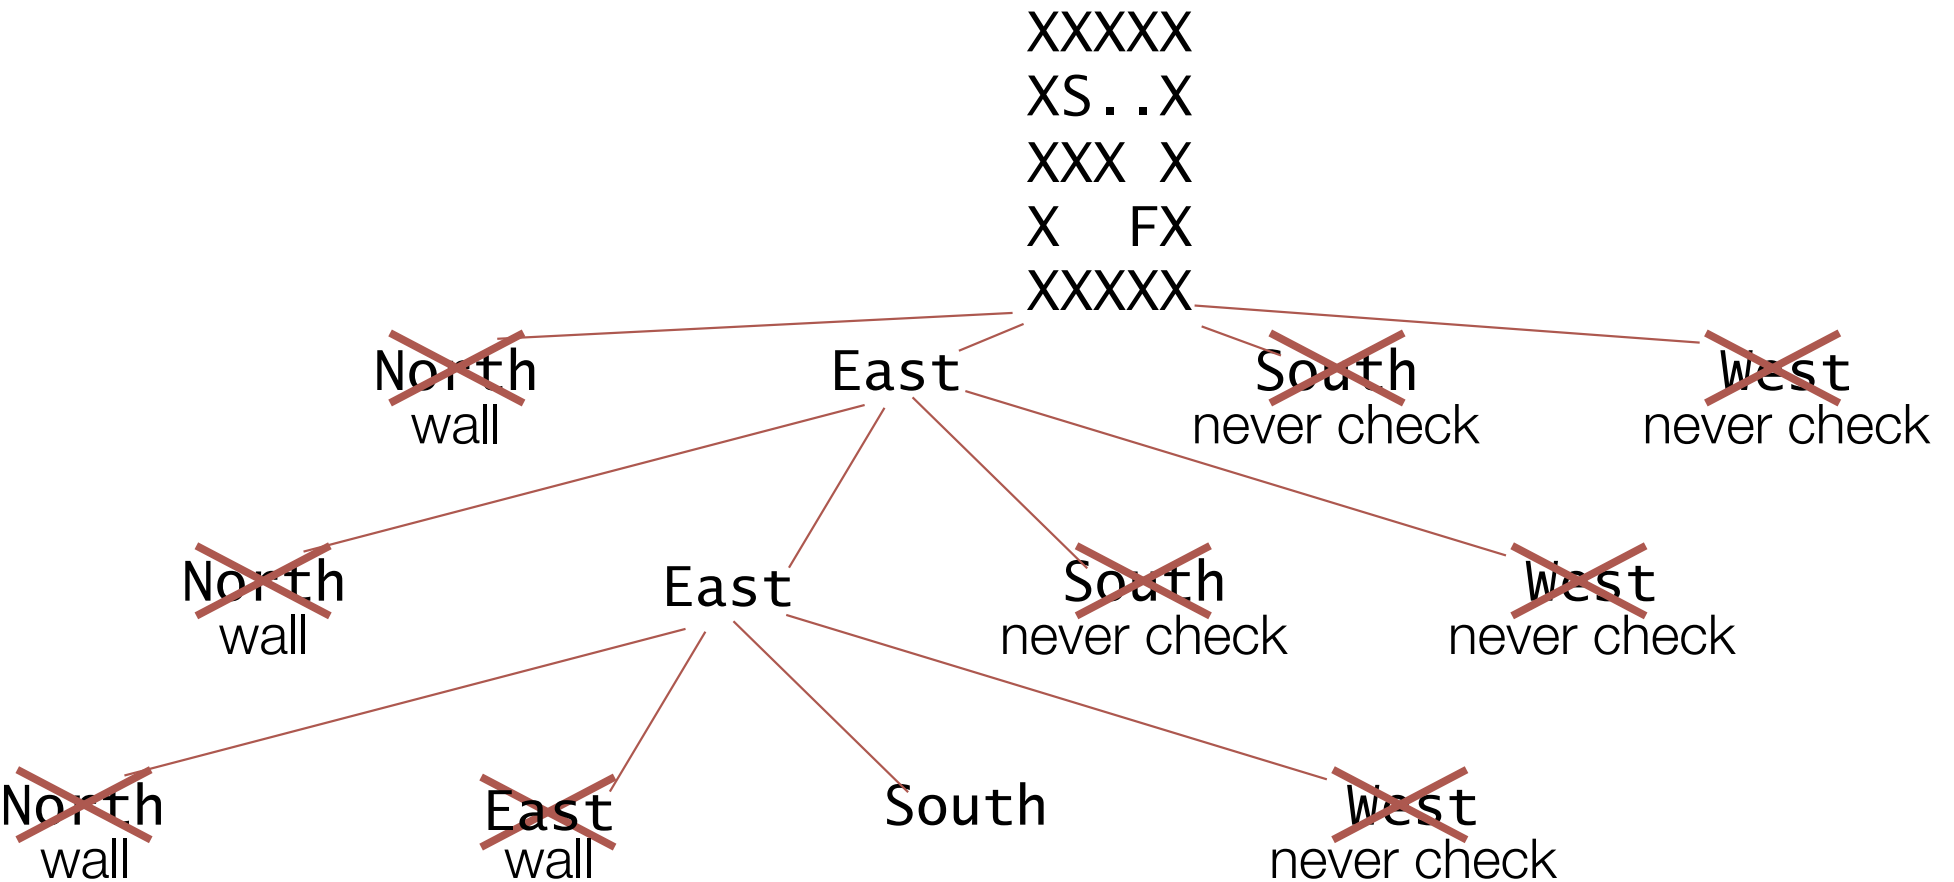 XXXXX
XS..X
XXX X
X  FX
XXXXX
North East South West
wall never check never check
North East South West
wall never check never check
North East South West
wall wall never check